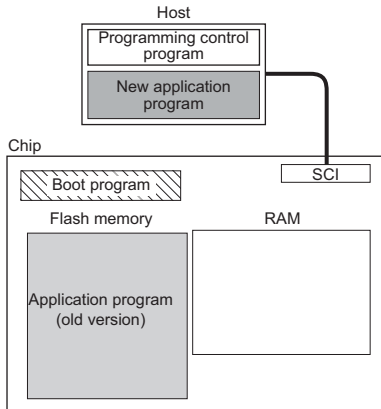 Host
Programming control
program
New application
program
Chip
SCI
Boot program
Flash memory
RAM
Application program
(old version)